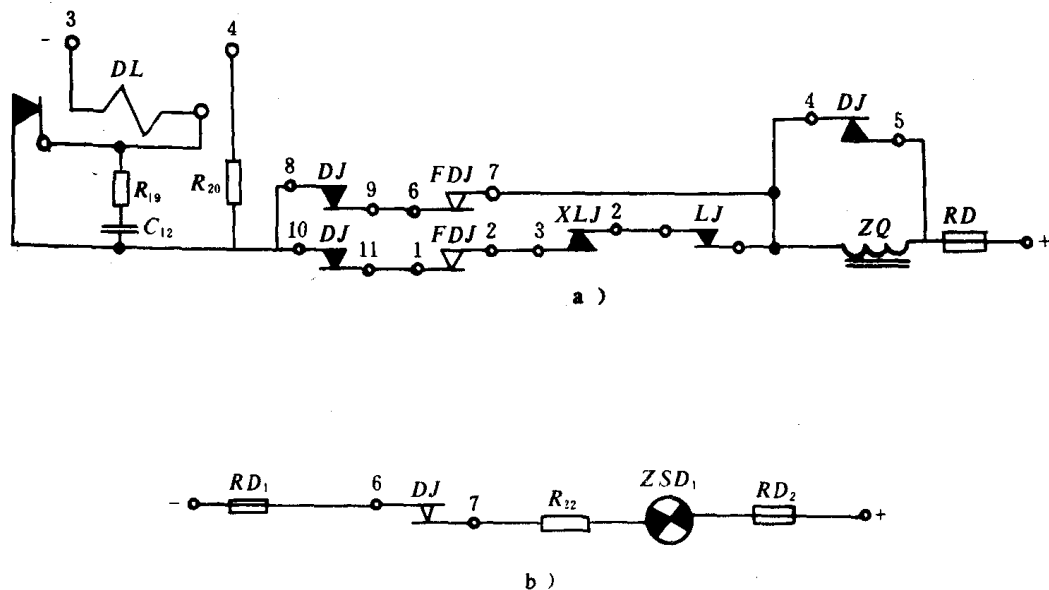 3
-
4
DL
4
DJ
5
R₁₉
R₂₀
C₁₂
8
DJ
9
6
FDJ
7
10
DJ
11
1
FDJ
2
3
XLJ
2
LJ
ZQ
RD
+
a )
-
RD₁
6
DJ
7
R₂₂
ZSD₁
RD₂
+
b )